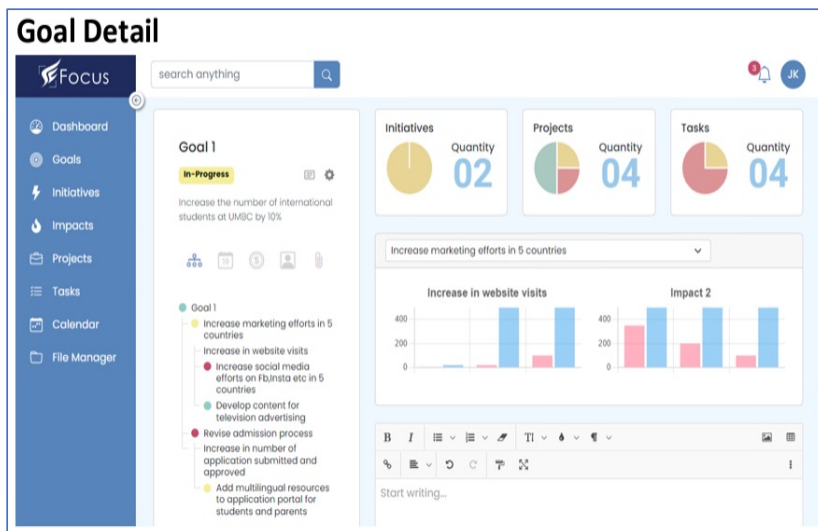 Goal Detail
Focus
search anything
3
JK
Dashboard
Goals
Initiatives
Impacts
Projects
Tasks
Calendar
File Manager
Goal 1
In-Progress
Increase the number of international
students at UMBC by 10%
Goal 1
Increase marketing efforts in 5
countries
Increase in website visits
Increase social media
efforts on Fb,Insta etc in 5
countries
Develop content for
television advertising
Revise admission process
Increase in number of
application submitted and
approved
Add multilingual resources
to application portal for
students and parents
Initiatives
Quantity
02
Projects
Quantity
04
Tasks
Quantity
04
Increase marketing efforts in 5 countries
Increase in website visits
400
200
0
Impact 2
400
200
0
B I TI ¶
Start writing...